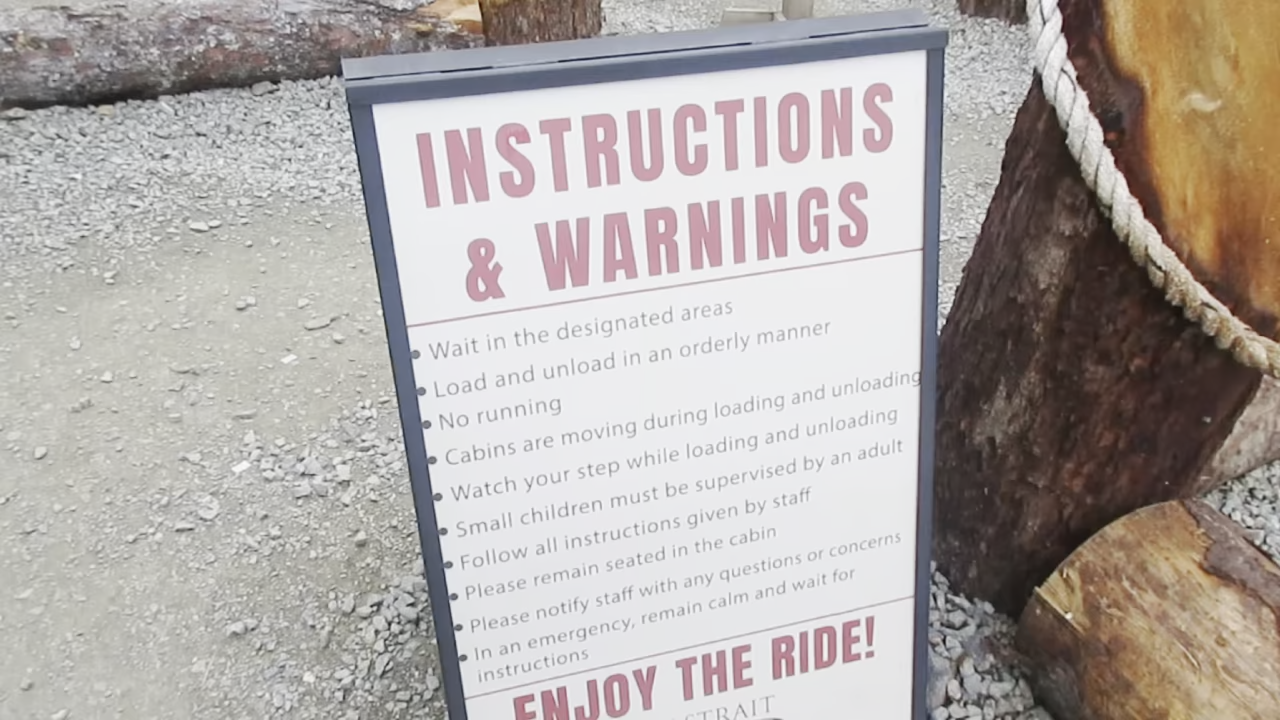 INSTRUCTIONS
& WARNINGS
• Wait in the designated areas
• Load and unload in an orderly manner
• No running
• Cabins are moving during loading and unloading
• Watch your step while loading and unloading
• Small children must be supervised by an adult
• Follow all instructions given by staff
• Please remain seated in the cabin
• Please notify staff with any questions or concerns
• In an emergency, remain calm and wait for
instructions
ENJOY THE RIDE!
STRAIT